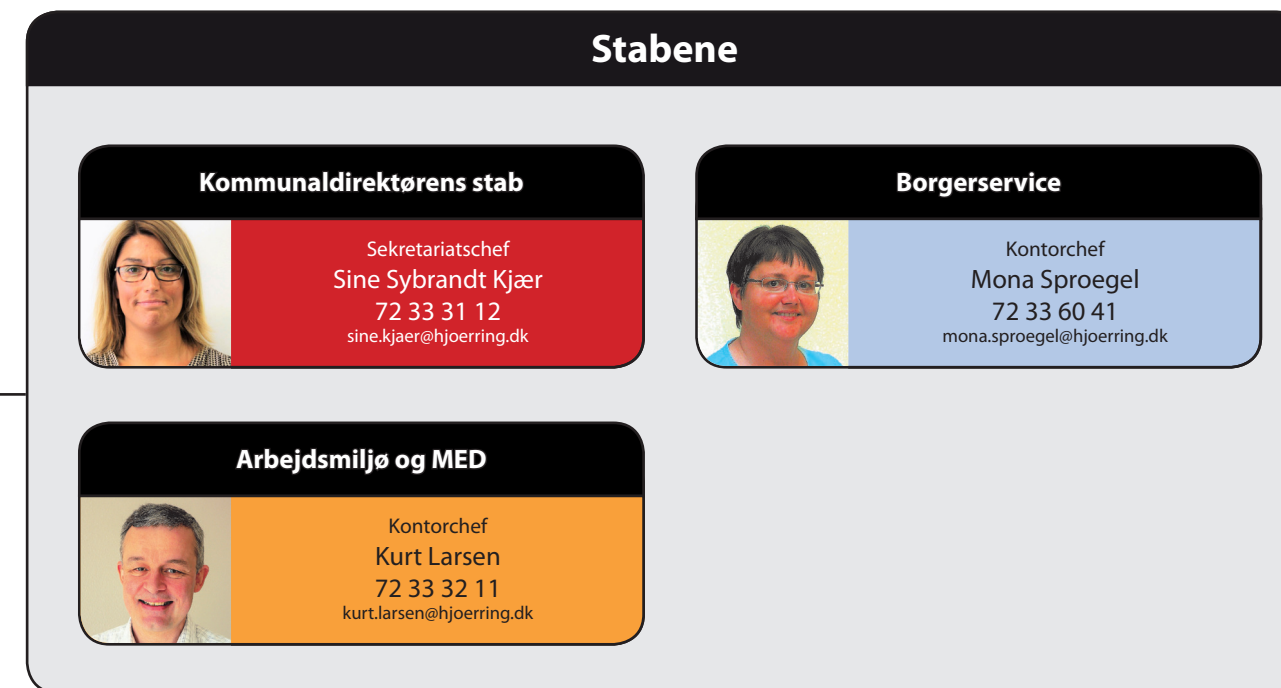 Stabene
Kommunaldirektørens stab
Sekretariatschef
Sine Sybrandt Kjær
72 33 31 12
sine.kjaer@hjoerring.dk
Borgerservice
Kontorchef
Mona Sproegel
72 33 60 41
mona.sproegel@hjoerring.dk
Arbejdsmiljø og MED
Kontorchef
Kurt Larsen
72 33 32 11
kurt.larsen@hjoerring.dk